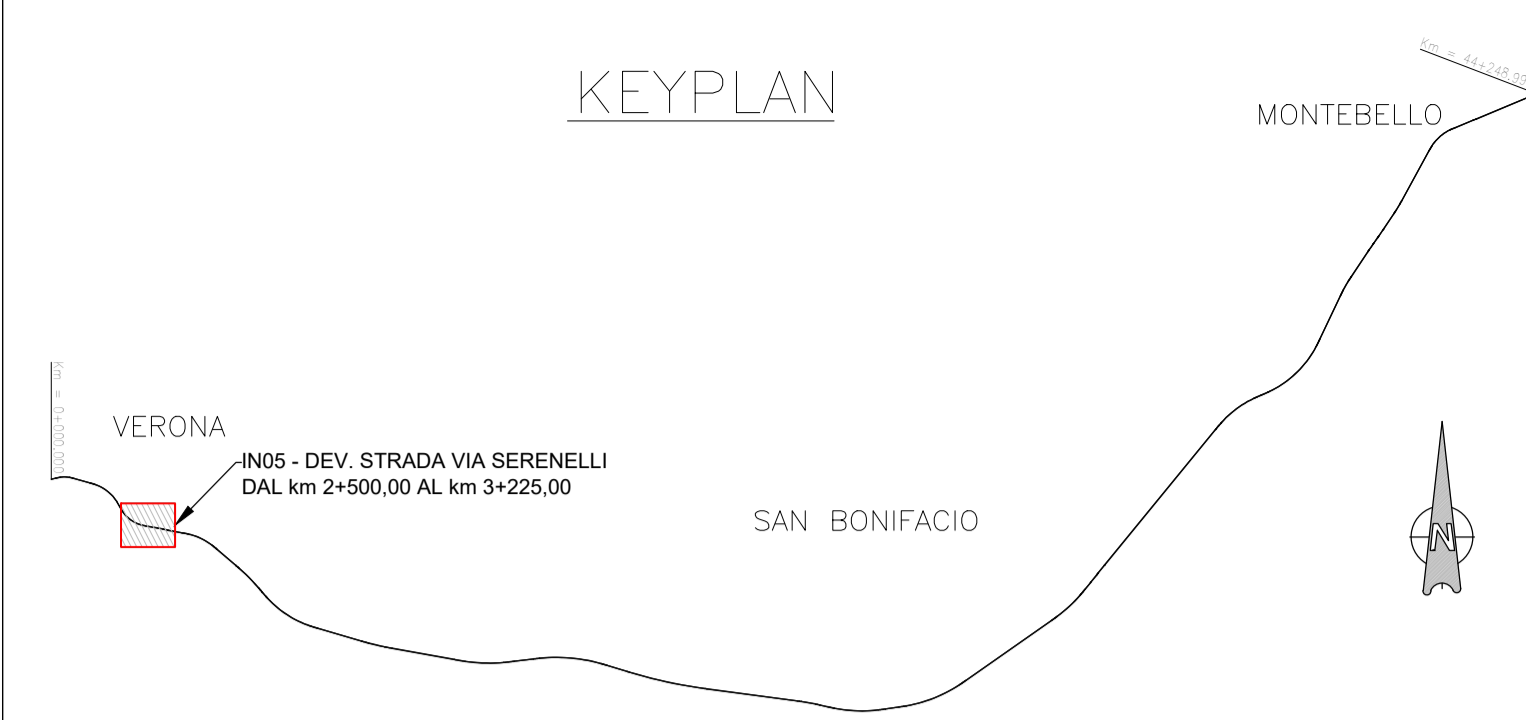 KEYPLAN
Km = 44+248.99
MONTEBELLO
Km = 0+000.000
VERONA
IN05 - DEV. STRADA VIA SERENELLI
DAL km 2+500,00 AL km 3+225,00
SAN BONIFACIO
N